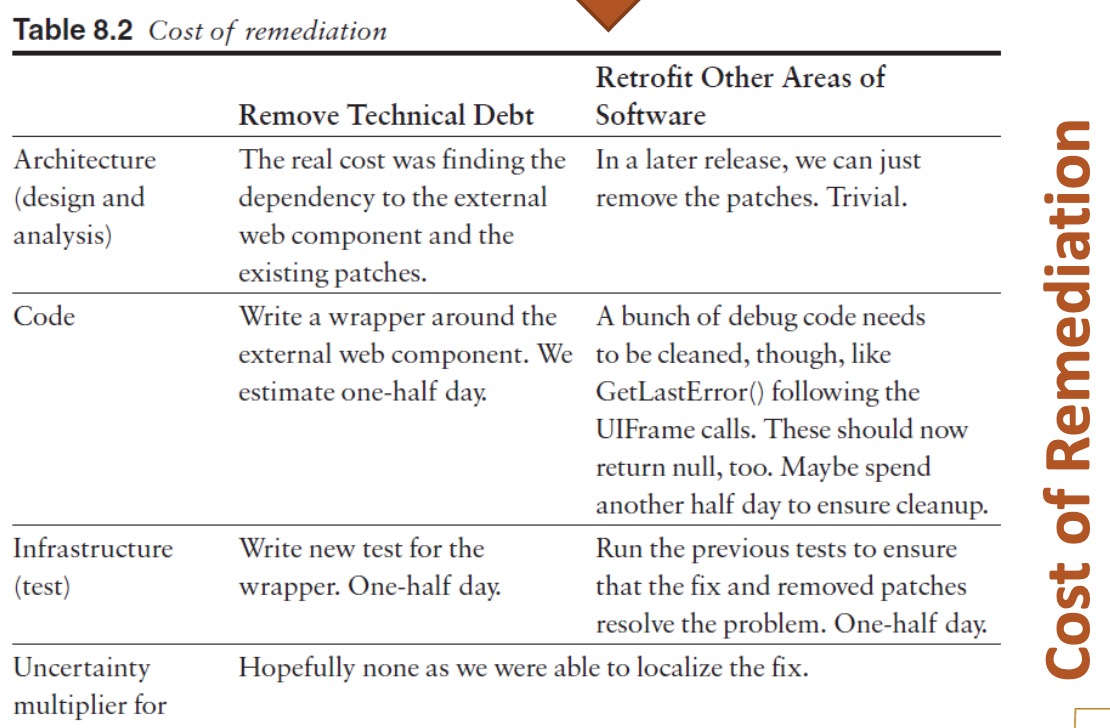 Table 8.2 Cost of remediation
Remove Technical Debt
Retrofit Other Areas of
Software
Architecture
(design and
analysis)
The real cost was finding the
dependency to the external
web component and the
existing patches.
In a later release, we can just
remove the patches. Trivial.
Code
Write a wrapper around the
external web component. We
estimate one-half day.
A bunch of debug code needs
to be cleaned, though, like
GetLastError() following the
UIFrame calls. These should now
return null, too. Maybe spend
another half day to ensure cleanup.
Infrastructure
(test)
Write new test for the
wrapper. One-half day.
Run the previous tests to ensure
that the fix and removed patches
resolve the problem. One-half day.
Uncertainty
multiplier for
Hopefully none as we were able to localize the fix.
Cost of Remediation